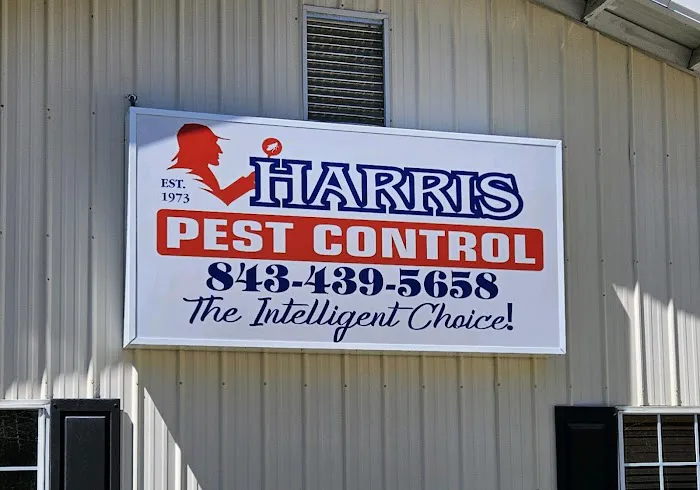 EST.
1973
HARRIS
PEST CONTROL
843-439-5658
The Intelligent Choice!